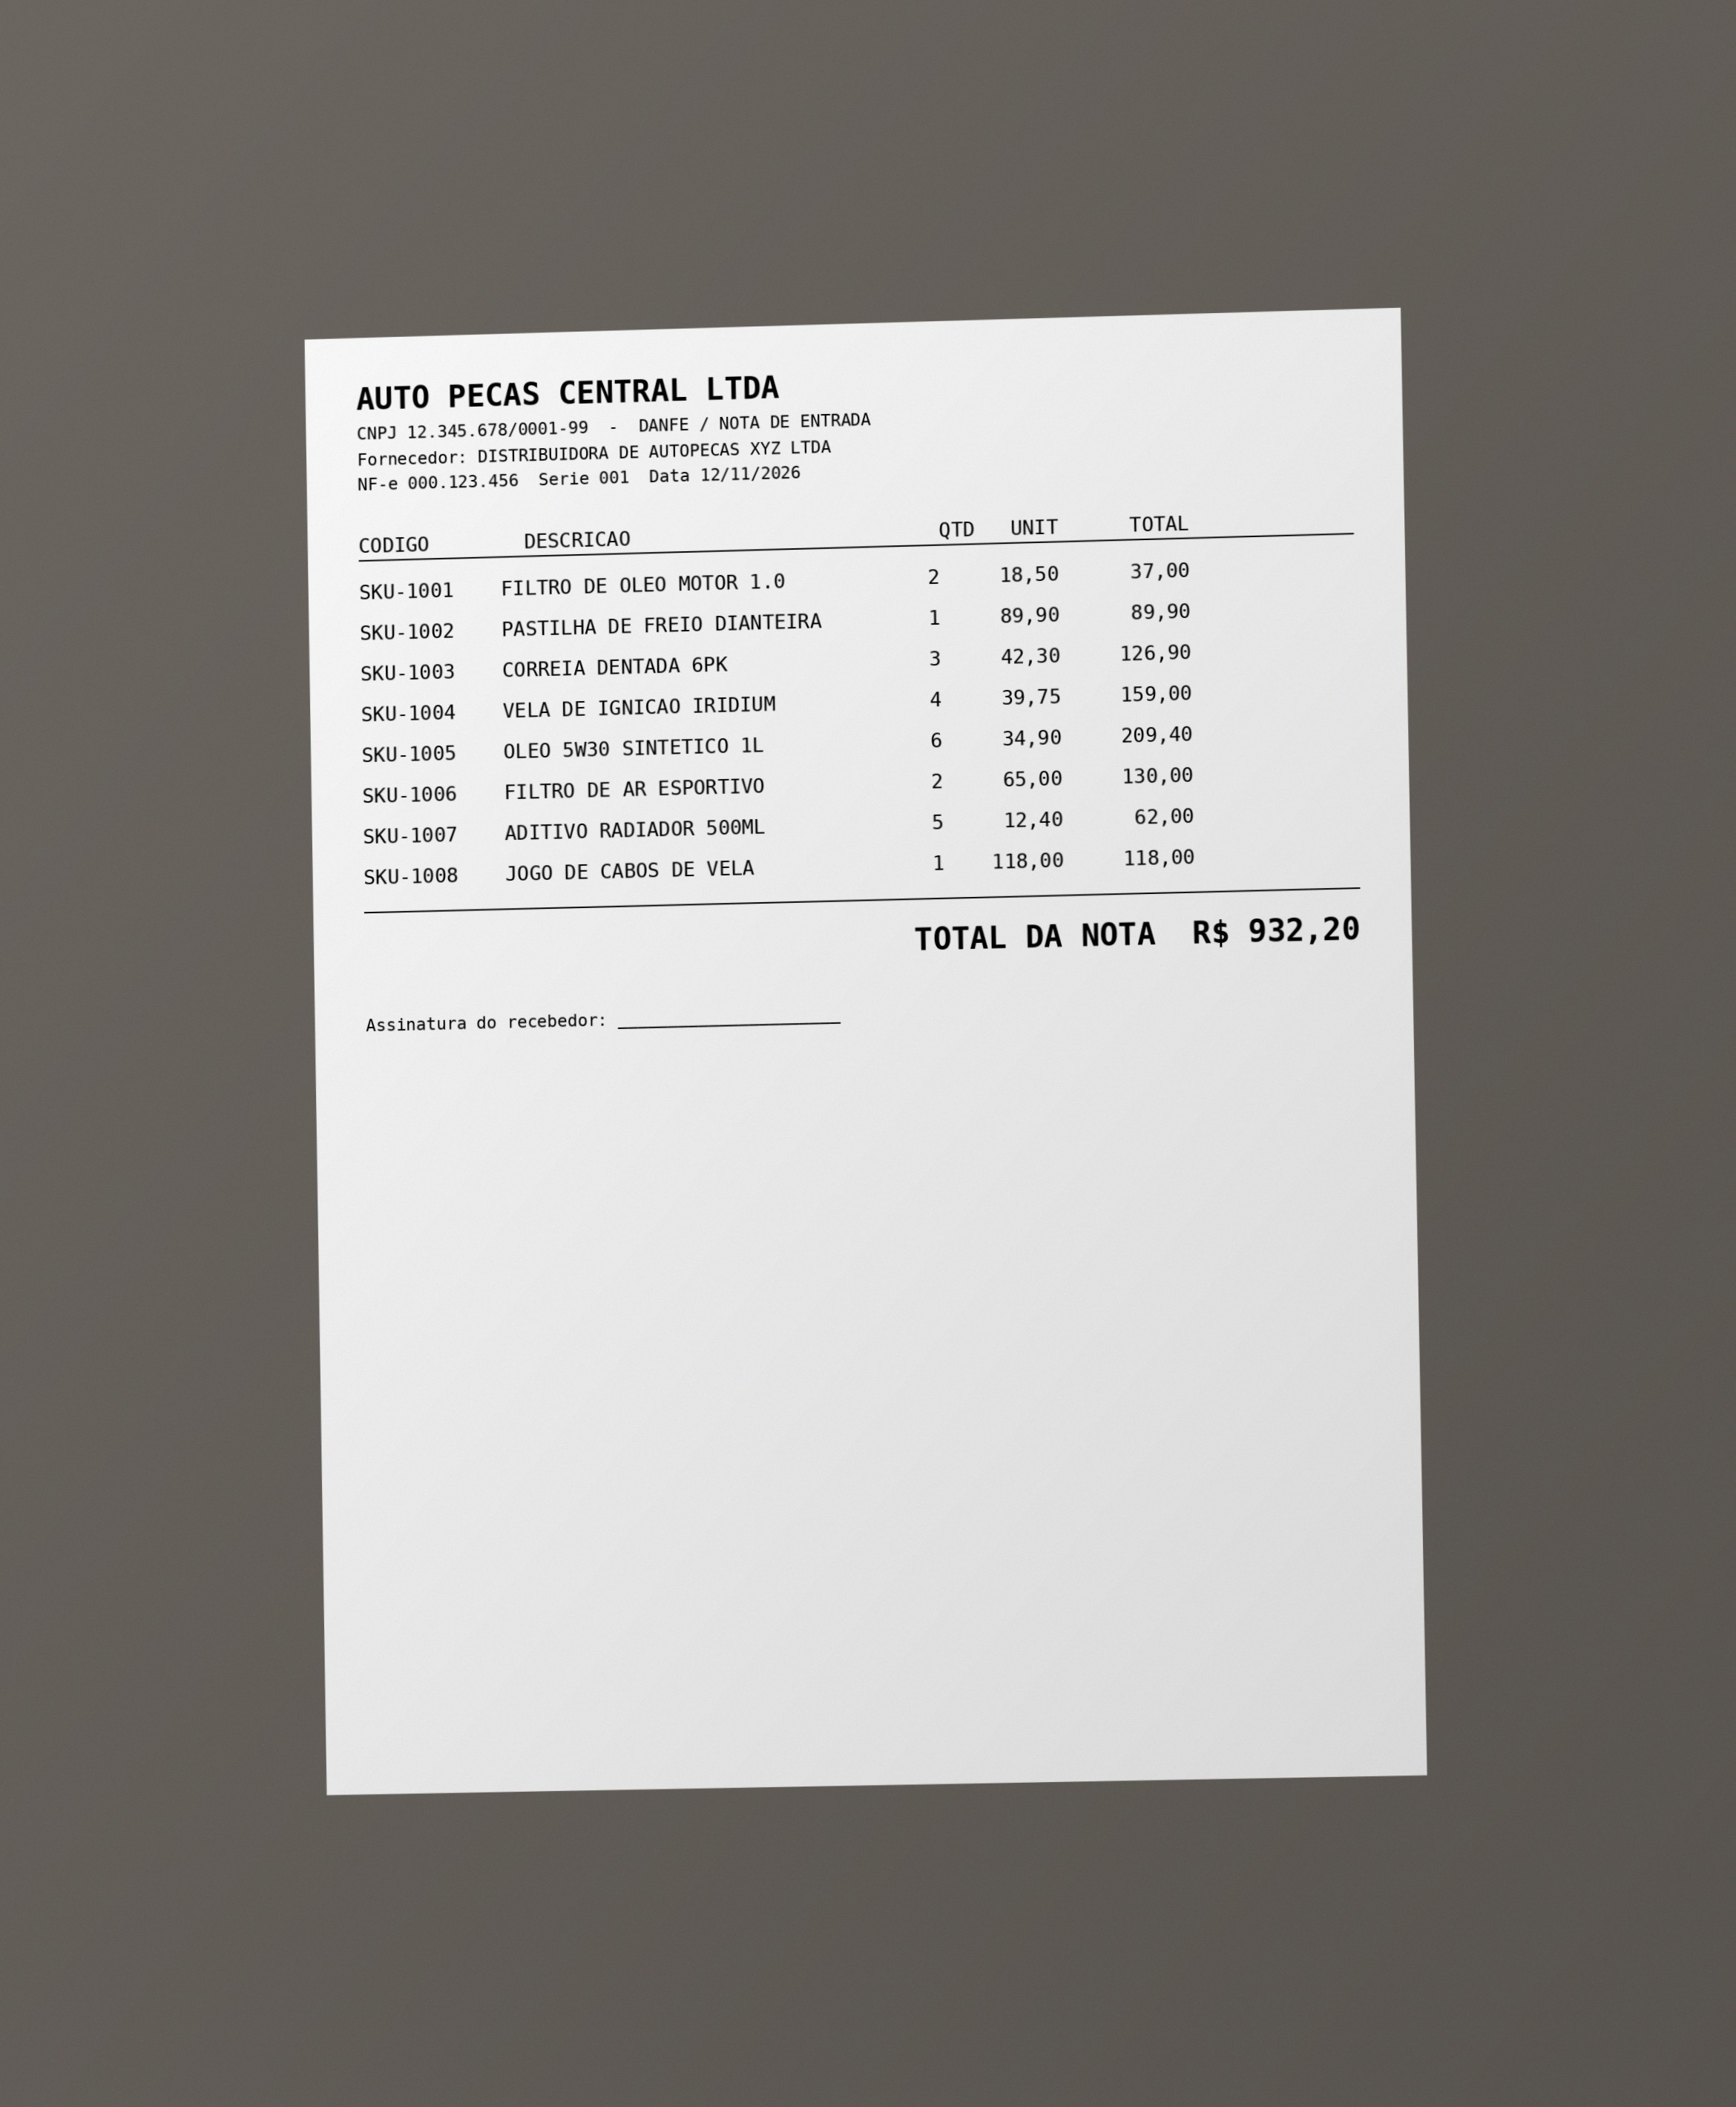 AUTO PECAS CENTRAL LTDA
CNPJ 12.345.678/0001-99 - DANFE / NOTA DE ENTRADA
Fornecedor: DISTRIBUIDORA DE AUTOPECAS XYZ LTDA
NF-e 000.123.456 Serie 001 Data 12/11/2026
CODIGO DESCRICAO QTD UNIT TOTAL
SKU-1001 FILTRO DE OLEO MOTOR 1.0 2 18,50 37,00
SKU-1002 PASTILHA DE FREIO DIANTEIRA 1 89,90 89,90
SKU-1003 CORREIA DENTADA 6PK 3 42,30 126,90
SKU-1004 VELA DE IGNICAO IRIDIUM 4 39,75 159,00
SKU-1005 OLEO 5W30 SINTETICO 1L 6 34,90 209,40
SKU-1006 FILTRO DE AR ESPORTIVO 2 65,00 130,00
SKU-1007 ADITIVO RADIADOR 500ML 5 12,40 62,00
SKU-1008 JOGO DE CABOS DE VELA 1 118,00 118,00
TOTAL DA NOTA R$ 932,20
Assinatura do recebedor: ______________________